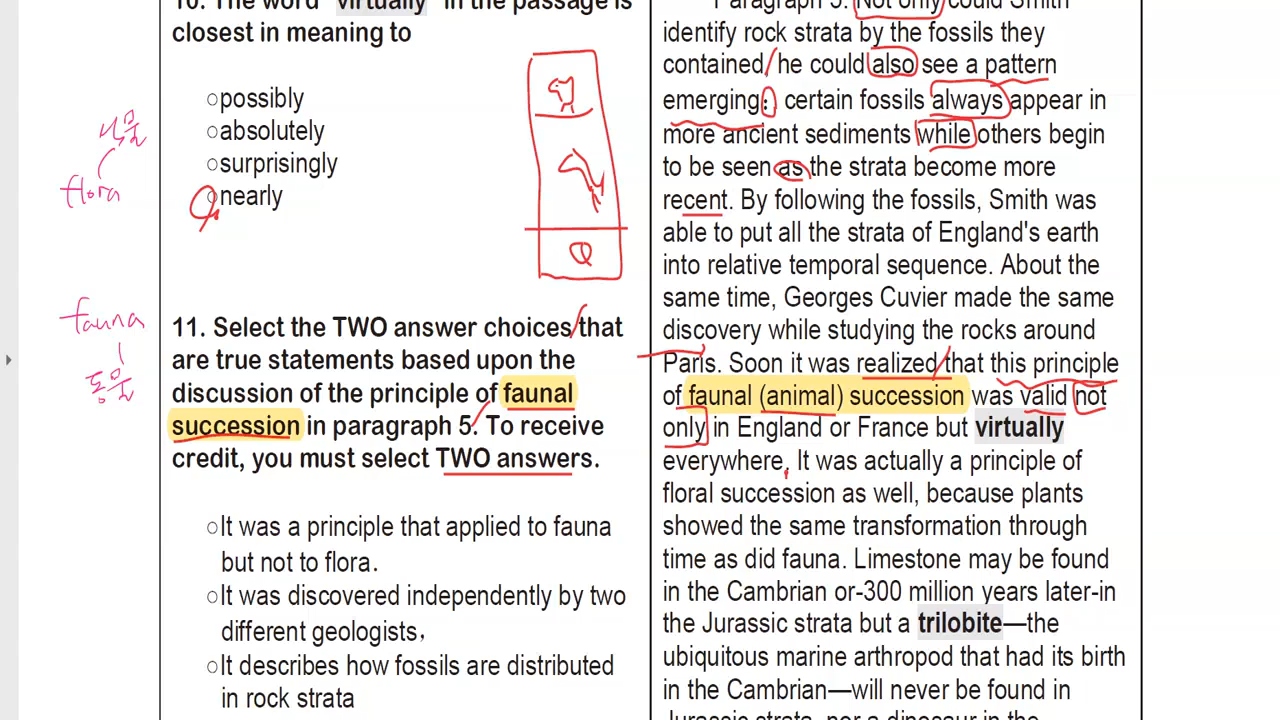 10. The word "virtually" in the passage is
closest in meaning to
○possibly
○absolutely
○surprisingly
○nearly
식물
flora
fauna
동물
11. Select the TWO answer choices that
are true statements based upon the
discussion of the principle of faunal
succession in paragraph 5. To receive
credit, you must select TWO answers.
○It was a principle that applied to fauna
but not to flora.
○It was discovered independently by two
different geologists,
○It describes how fossils are distributed
in rock strata
Paragraph 5: Not only could Smith
identify rock strata by the fossils they
contained, he could also see a pattern
emerging: certain fossils always appear in
more ancient sediments while others begin
to be seen as the strata become more
recent. By following the fossils, Smith was
able to put all the strata of England's earth
into relative temporal sequence. About the
same time, Georges Cuvier made the same
discovery while studying the rocks around
Paris. Soon it was realized that this principle
of faunal (animal) succession was valid not
only in England or France but virtually
everywhere. It was actually a principle of
floral succession as well, because plants
showed the same transformation through
time as did fauna. Limestone may be found
in the Cambrian or-300 million years later-in
the Jurassic strata but a trilobite—the
ubiquitous marine arthropod that had its birth
in the Cambrian—will never be found in
Jurassic strata, nor a dinosaur in the